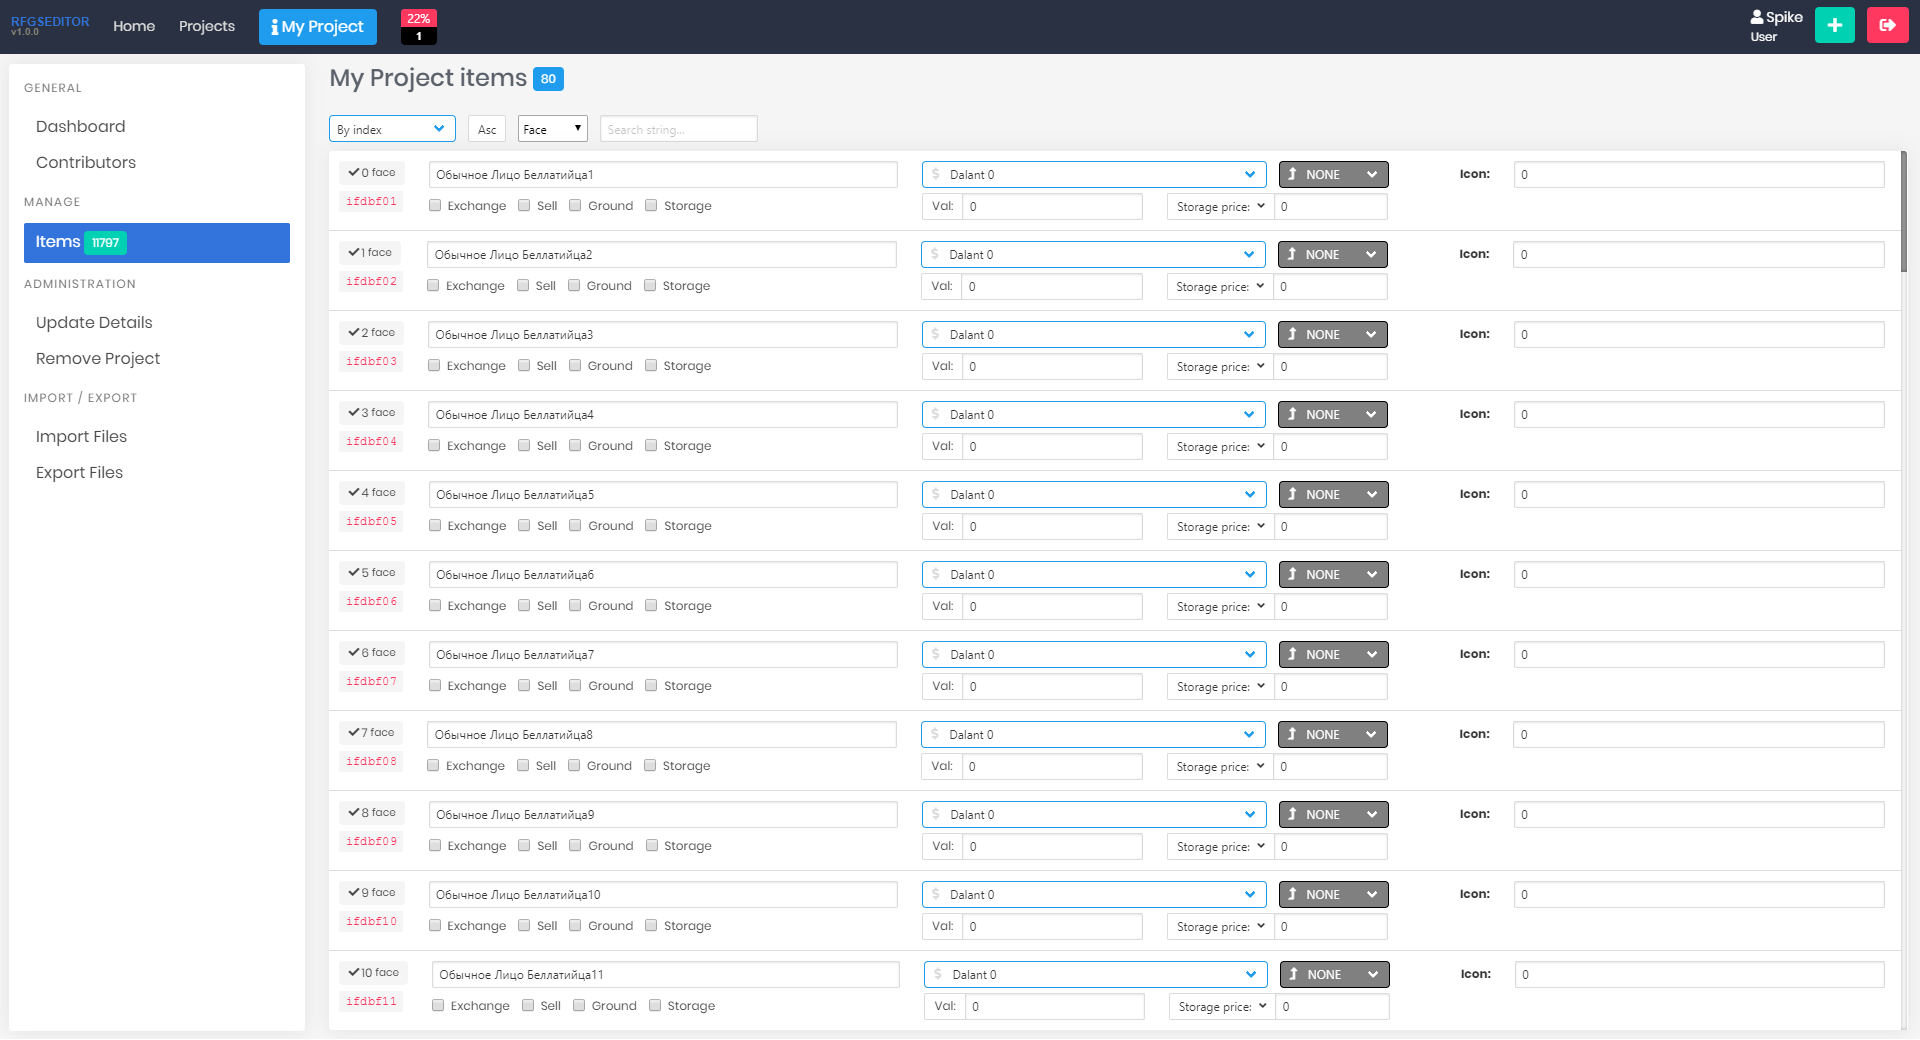 RFGSEDITOR
v1.0.0
Home
Projects
My Project
22%
1
Spike
User
GENERAL
Dashboard
Contributors
MANAGE
Items 11797
ADMINISTRATION
Update Details
Remove Project
IMPORT / EXPORT
Import Files
Export Files
My Project items 80
By index
Asc
Face
Search string...
0 face Обычное Лицо Беллатийца1 $ Dalant 0 NONE Icon: 0
ifdbf01 Exchange Sell Ground Storage Val: 0 Storage price: 0
1 face Обычное Лицо Беллатийца2 $ Dalant 0 NONE Icon: 0
ifdbf02 Exchange Sell Ground Storage Val: 0 Storage price: 0
2 face Обычное Лицо Беллатийца3 $ Dalant 0 NONE Icon: 0
ifdbf03 Exchange Sell Ground Storage Val: 0 Storage price: 0
3 face Обычное Лицо Беллатийца4 $ Dalant 0 NONE Icon: 0
ifdbf04 Exchange Sell Ground Storage Val: 0 Storage price: 0
4 face Обычное Лицо Беллатийца5 $ Dalant 0 NONE Icon: 0
ifdbf05 Exchange Sell Ground Storage Val: 0 Storage price: 0
5 face Обычное Лицо Беллатийца6 $ Dalant 0 NONE Icon: 0
ifdbf06 Exchange Sell Ground Storage Val: 0 Storage price: 0
6 face Обычное Лицо Беллатийца7 $ Dalant 0 NONE Icon: 0
ifdbf07 Exchange Sell Ground Storage Val: 0 Storage price: 0
7 face Обычное Лицо Беллатийца8 $ Dalant 0 NONE Icon: 0
ifdbf08 Exchange Sell Ground Storage Val: 0 Storage price: 0
8 face Обычное Лицо Беллатийца9 $ Dalant 0 NONE Icon: 0
ifdbf09 Exchange Sell Ground Storage Val: 0 Storage price: 0
9 face Обычное Лицо Беллатийца10 $ Dalant 0 NONE Icon: 0
ifdbf10 Exchange Sell Ground Storage Val: 0 Storage price: 0
10 face Обычное Лицо Беллатийца11 $ Dalant 0 NONE Icon: 0
ifdbf11 Exchange Sell Ground Storage Val: 0 Storage price: 0